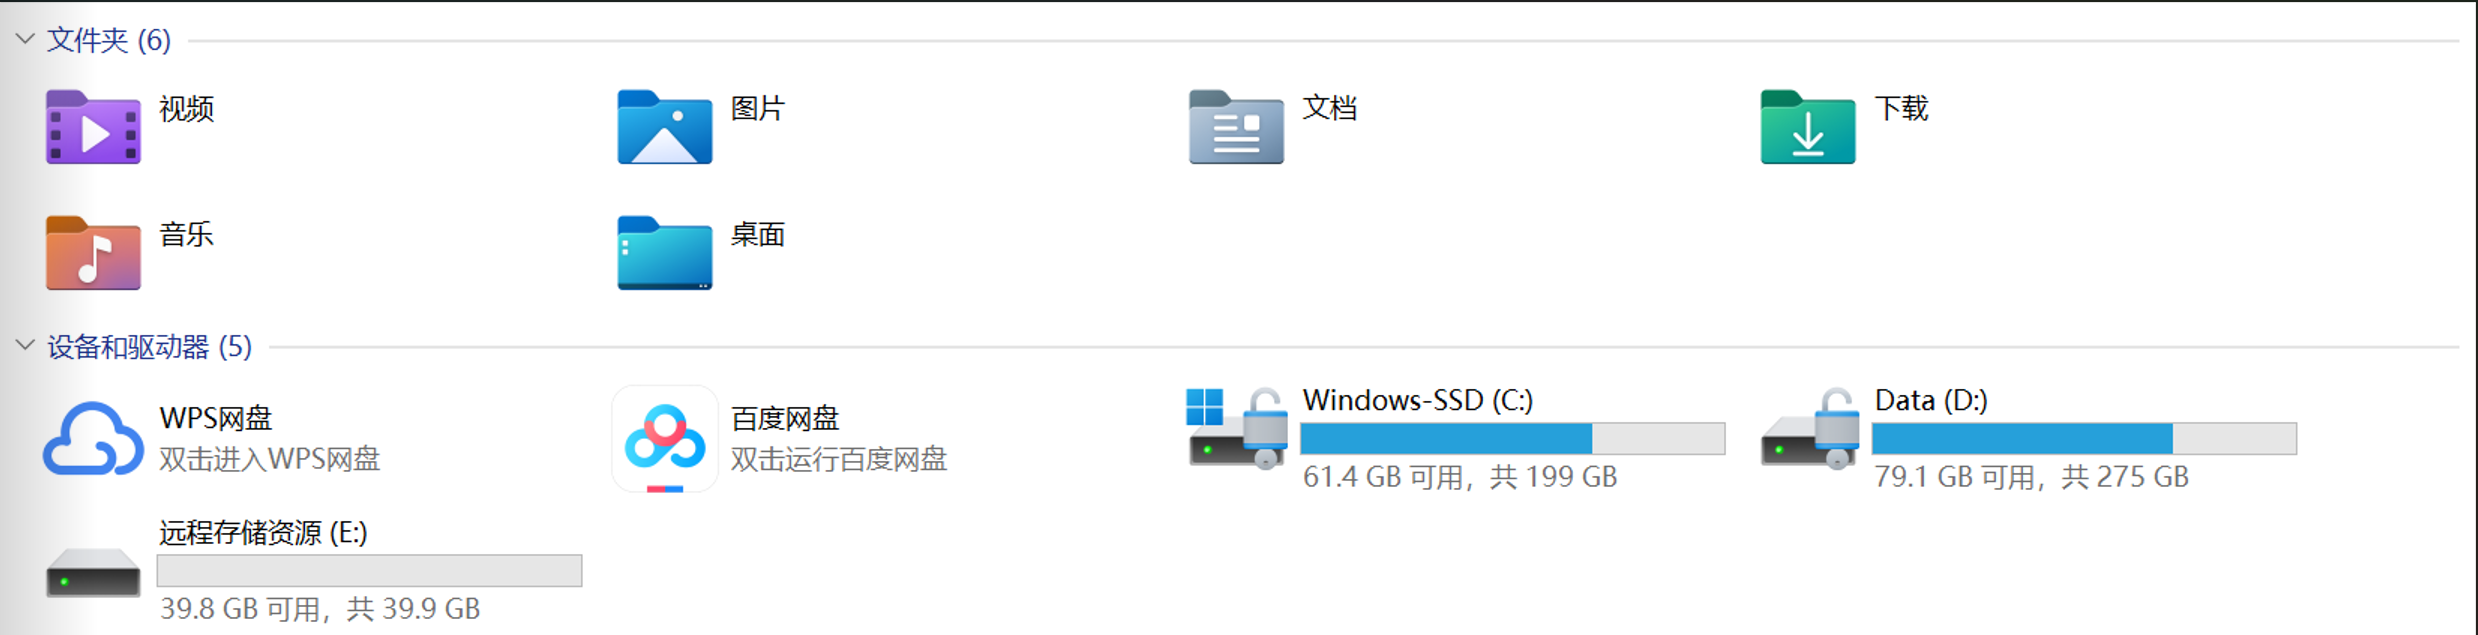 文件夹 (6)
视频
图片
文档
下载
音乐
桌面
设备和驱动器 (5)
WPS网盘
双击进入WPS网盘
百度网盘
双击运行百度网盘
Windows-SSD (C:)
61.4 GB 可用，共 199 GB
Data (D:)
79.1 GB 可用，共 275 GB
远程存储资源 (E:)
39.8 GB 可用，共 39.9 GB